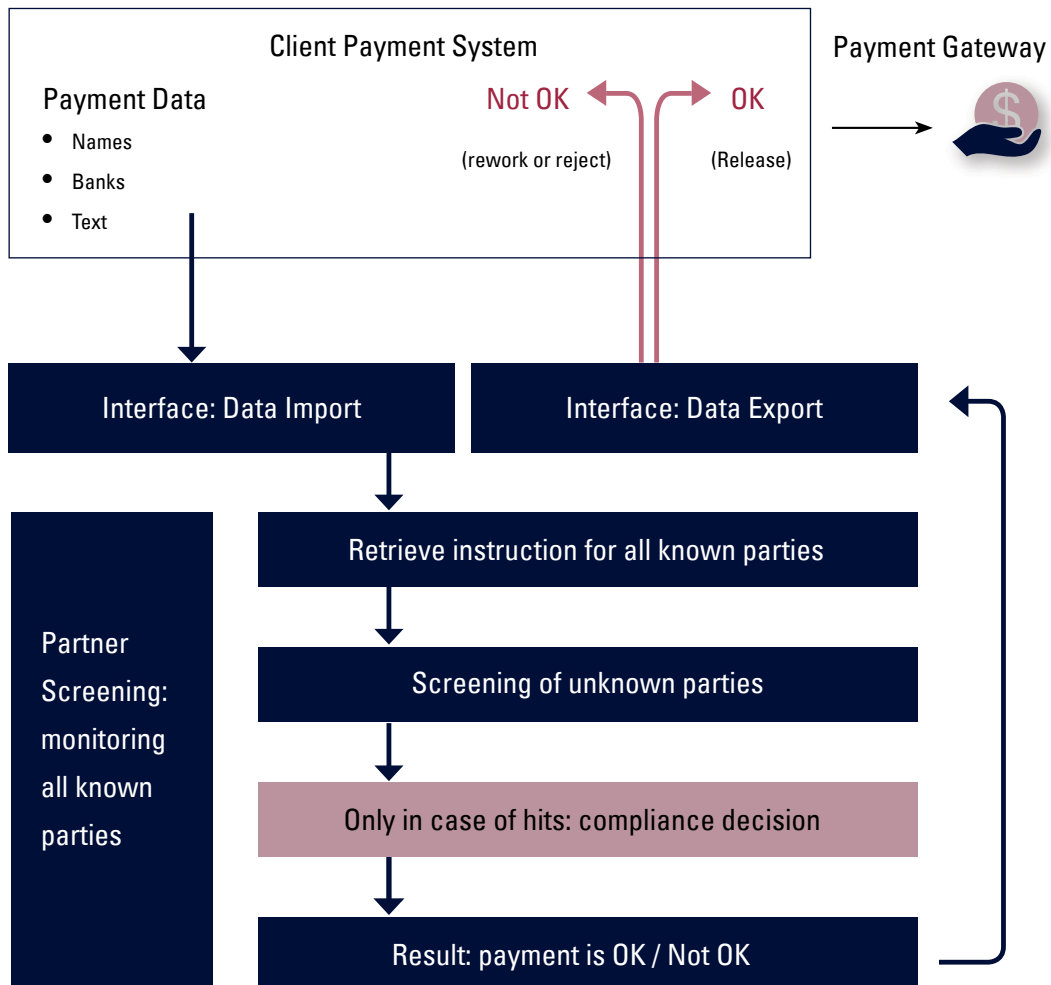 Client Payment System
Payment Gateway
Payment Data
• Names
• Banks
• Text
Not OK
OK
(rework or reject)
(Release)
$
Interface: Data Import
Interface: Data Export
Retrieve instruction for all known parties
Partner
Screening:
monitoring
all known
parties
Screening of unknown parties
Only in case of hits: compliance decision
Result: payment is OK / Not OK